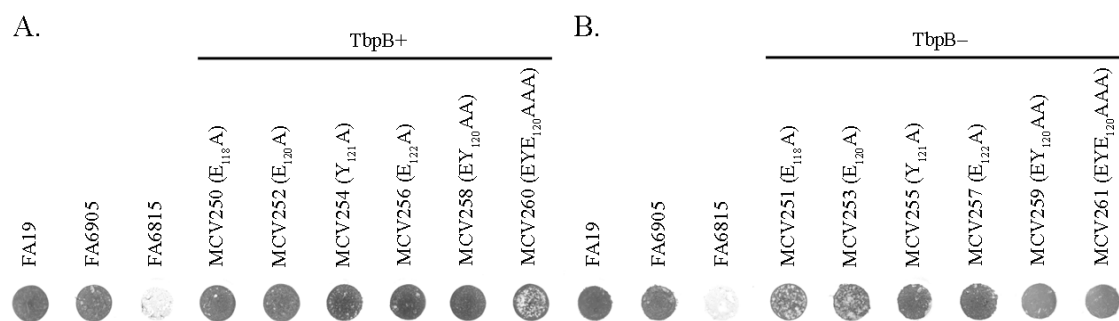 A.
TbpB+
FA19
FA6905
FA6815
MCV250 (E118A)
MCV252 (E120A)
MCV254 (Y121A)
MCV256 (E122A)
MCV258 (EY120AA)
MCV260 (EYE120AAA)
B.
TbpB–
FA19
FA6905
FA6815
MCV251 (E118A)
MCV253 (E120A)
MCV255 (Y121A)
MCV257 (E122A)
MCV259 (EY120AA)
MCV261 (EYE120AAA)